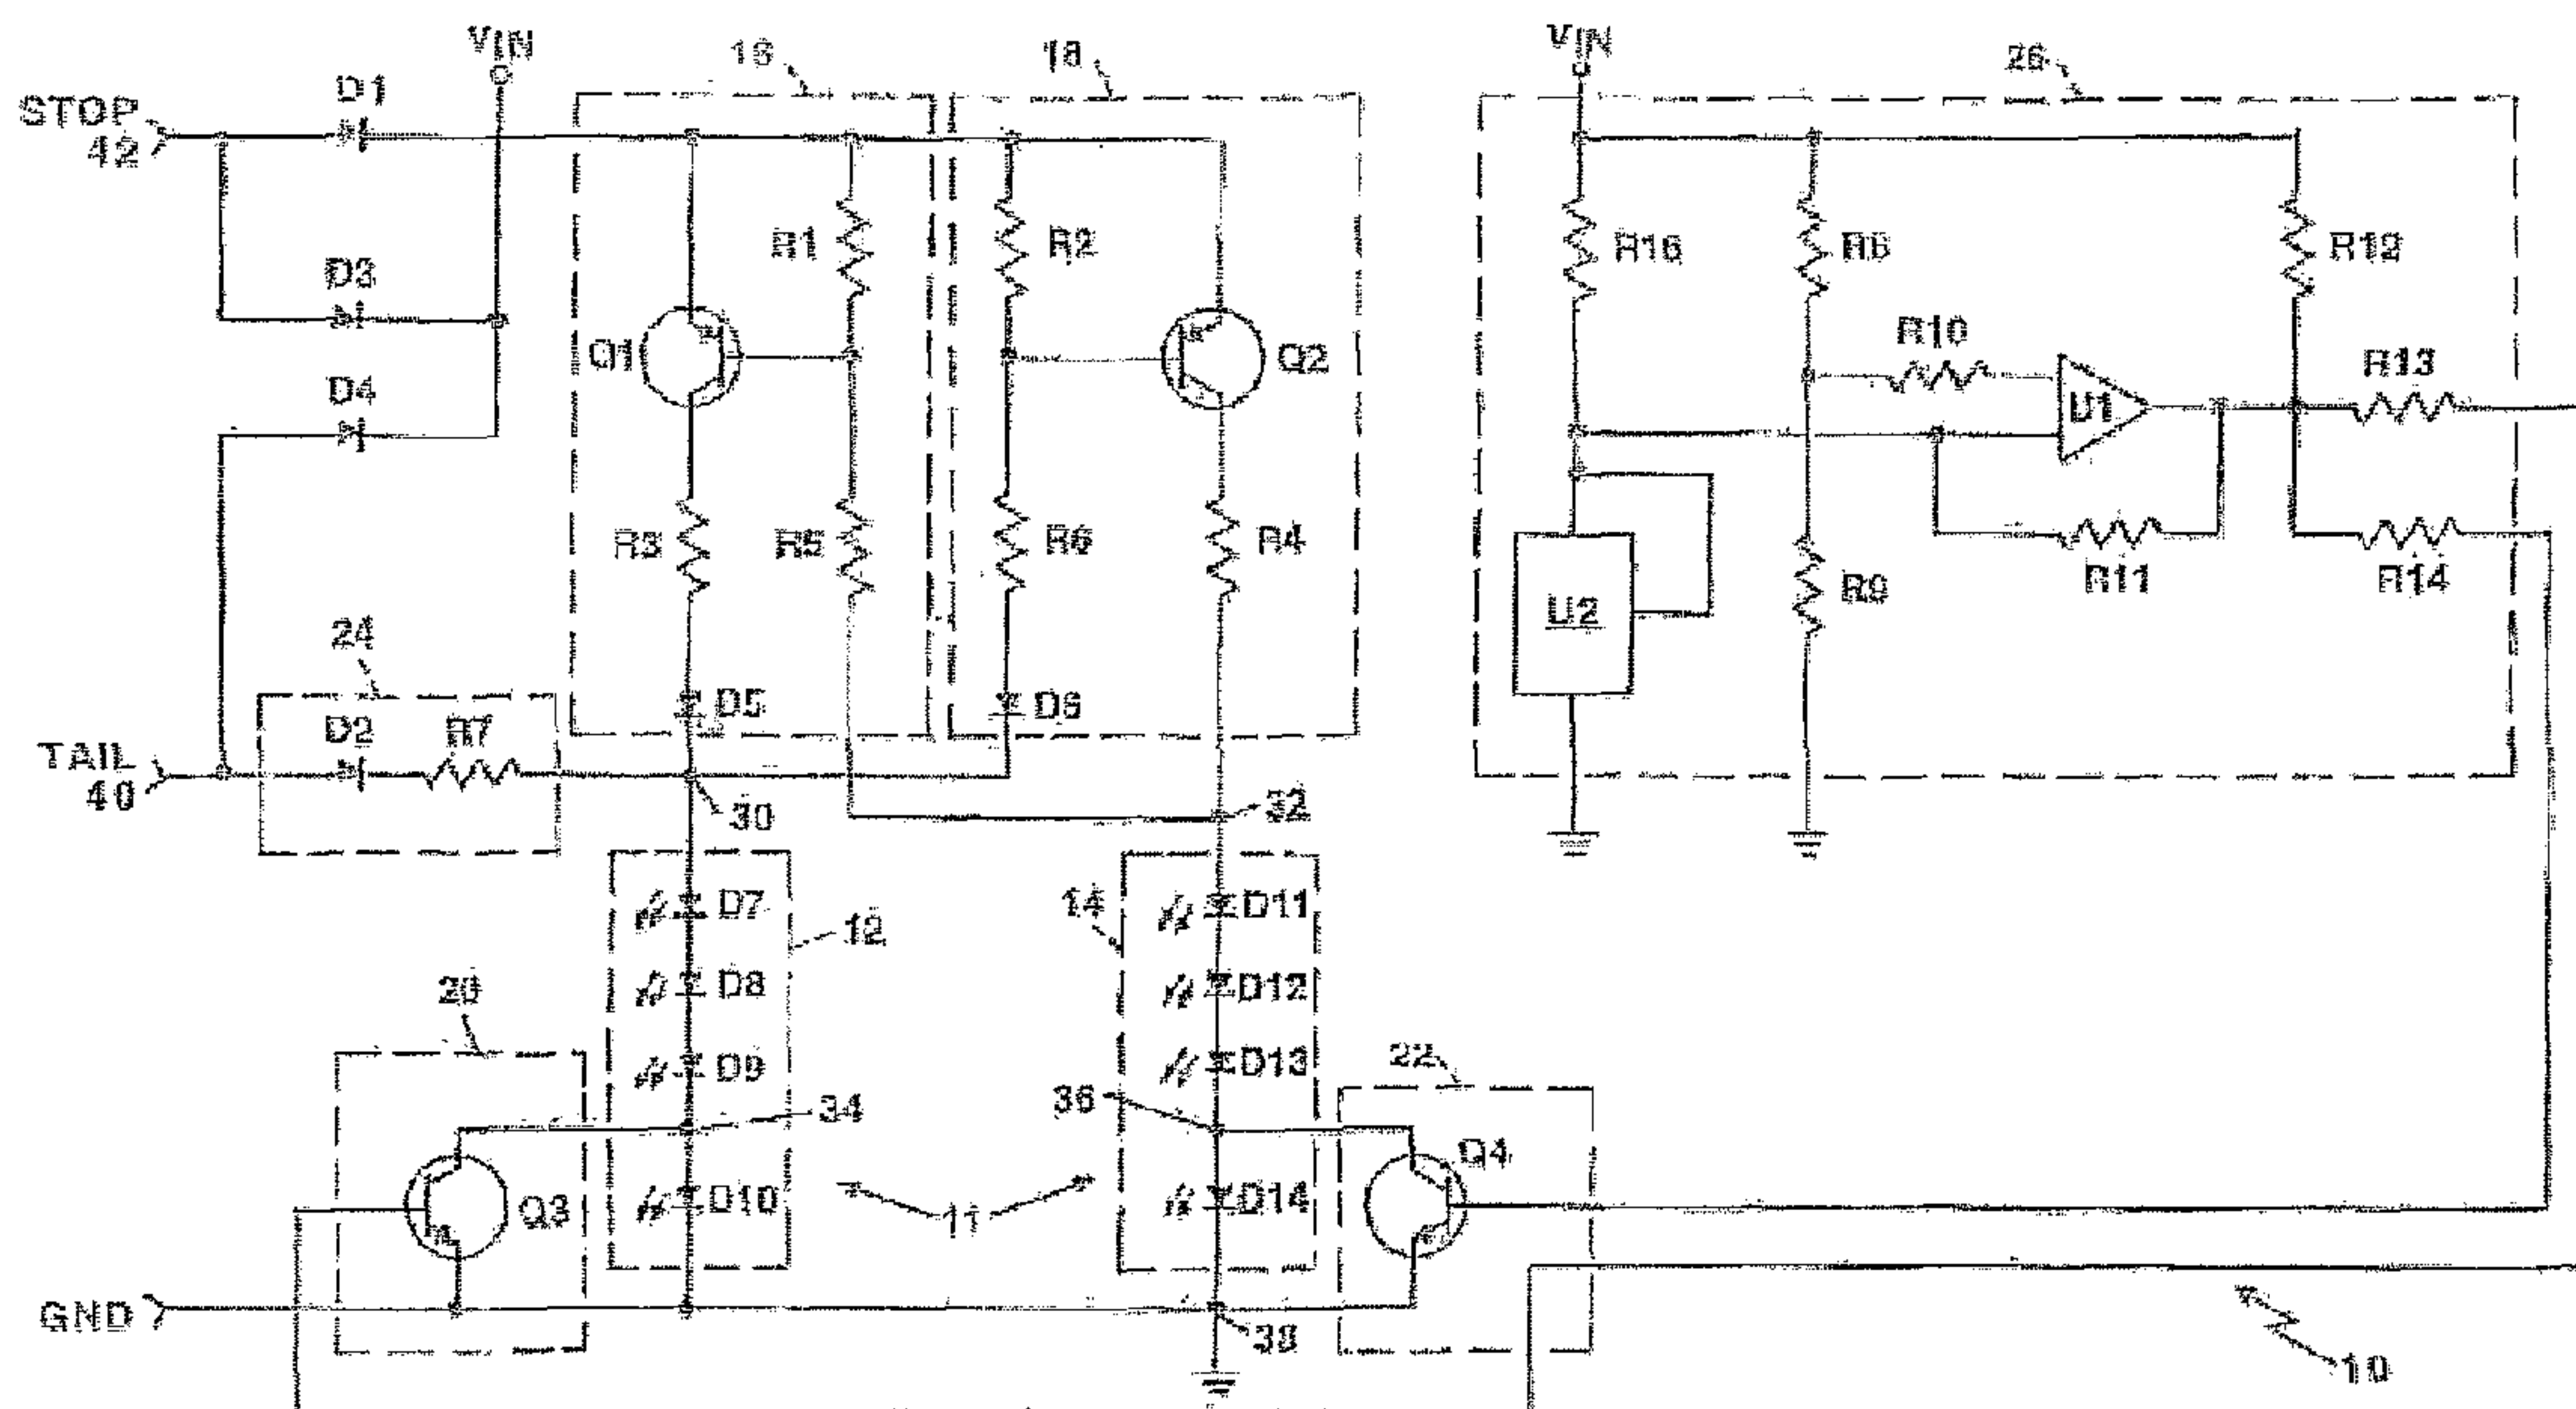 VIN
VIN
16
18
26
STOP
42
D1
R1
R2
R16
R8
R12
D3
Q1
Q2
R10
R13
D4
R3
R5
R6
R4
U1
R11
R14
U2
R9
24
D5
D6
D2
R7
TAIL
40
30
32
D7
12
14
D11
D8
D12
20
D9
D13
22
34
36
Q4
Q3
D10
11
D14
GND
38
10